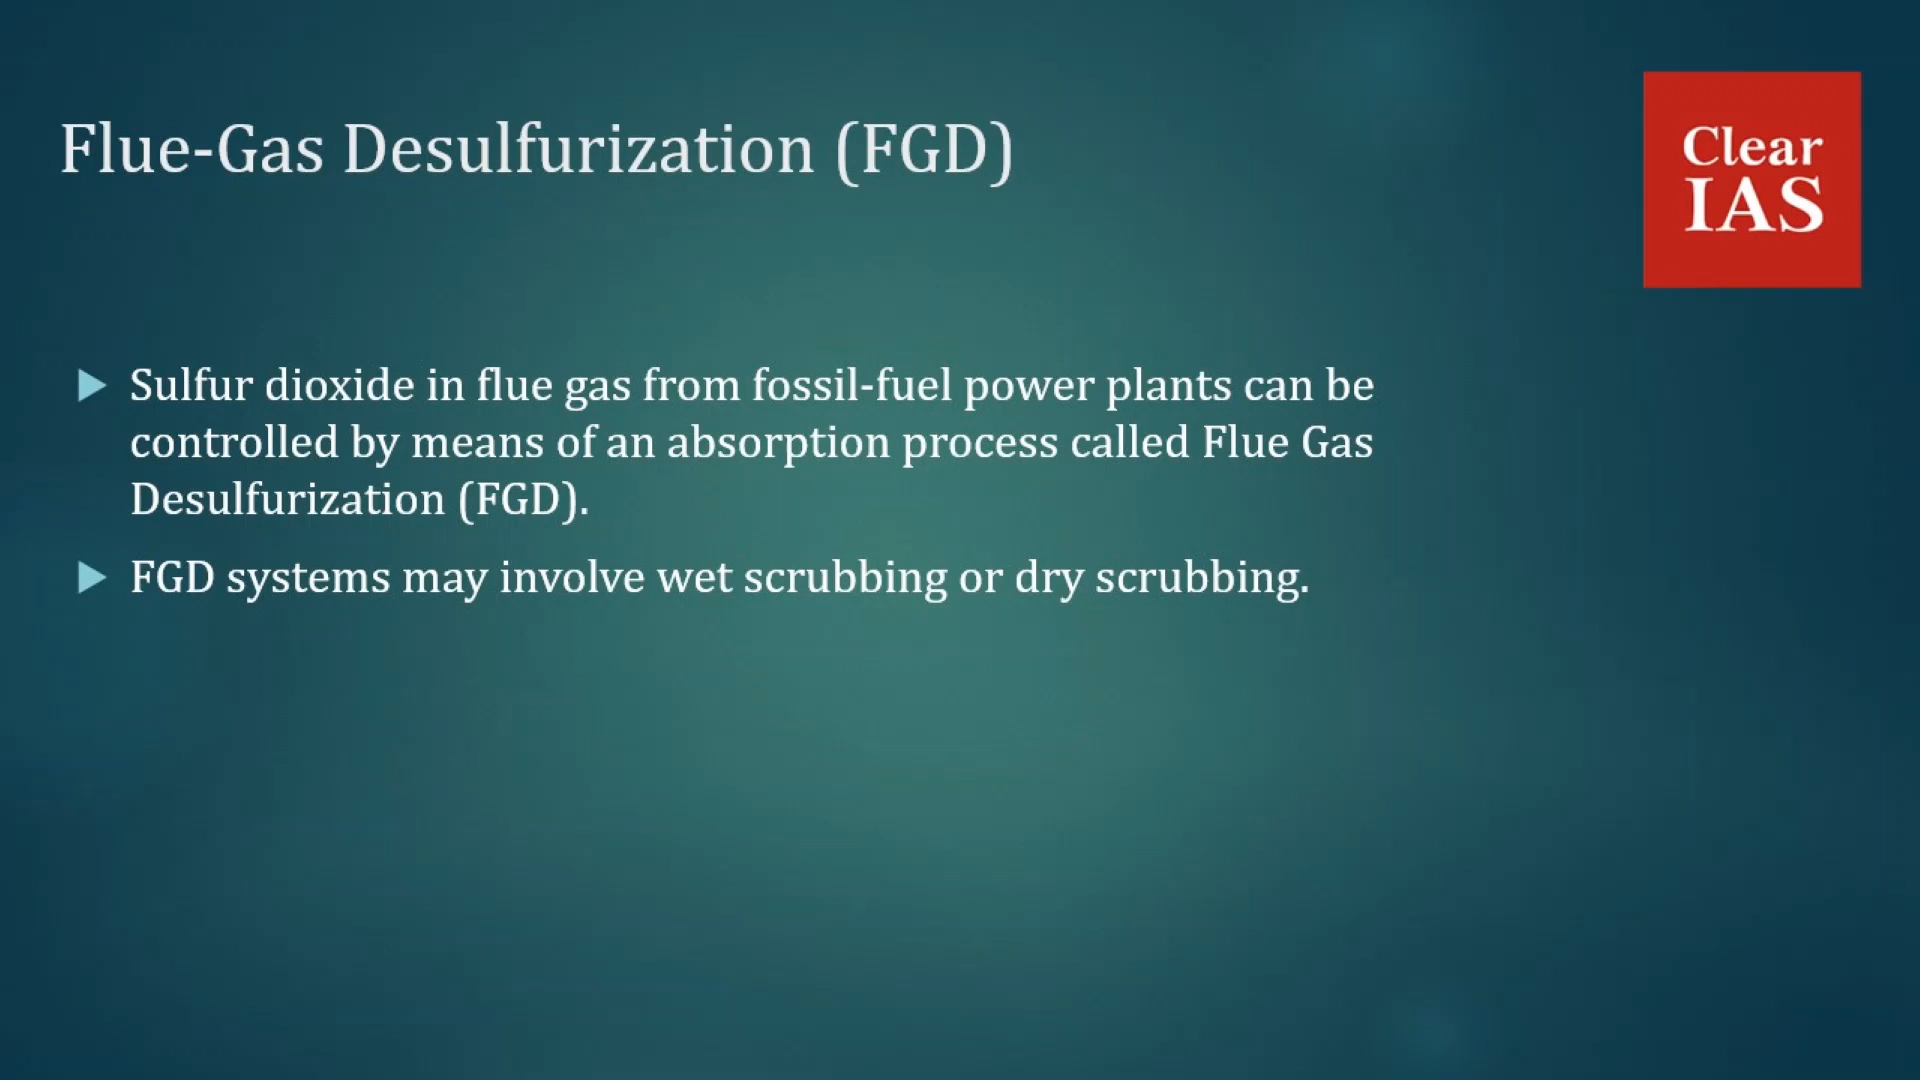 Flue-Gas Desulfurization (FGD)
Clear
IAS
Sulfur dioxide in flue gas from fossil-fuel power plants can be
controlled by means of an absorption process called Flue Gas
Desulfurization (FGD).
FGD systems may involve wet scrubbing or dry scrubbing.